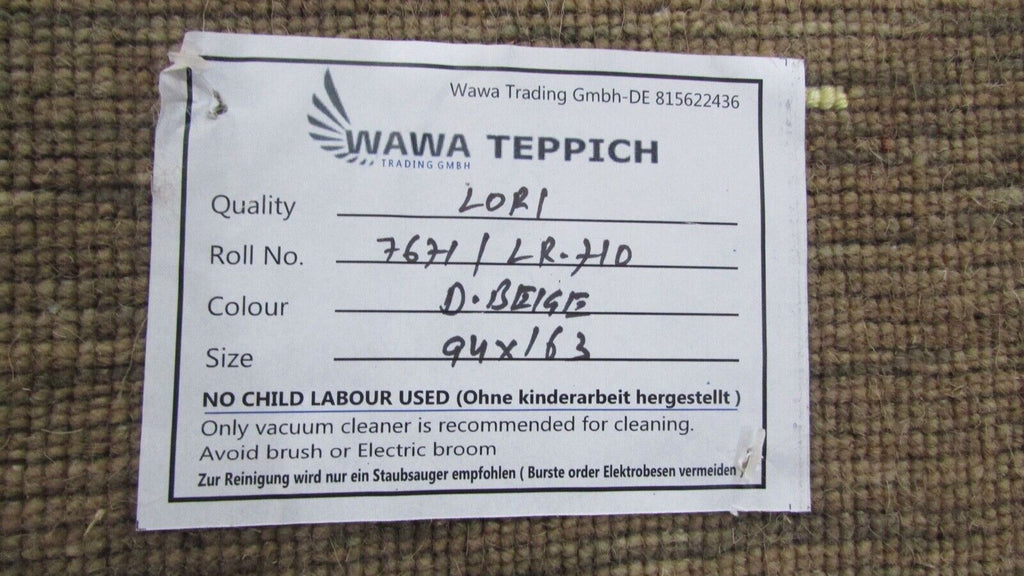 Wawa Trading Gmbh-DE 815622436
WAWA TEPPICH
TRADING GMBH
Quality LORI
Roll No. 7671 / LR.710
Colour D.BEIGE
Size 94x163
NO CHILD LABOUR USED (Ohne kinderarbeit hergestellt )
Only vacuum cleaner is recommended for cleaning.
Avoid brush or Electric broom
Zur Reinigung wird nur ein Staubsauger empfohlen ( Burste order Elektrobesen vermeiden )